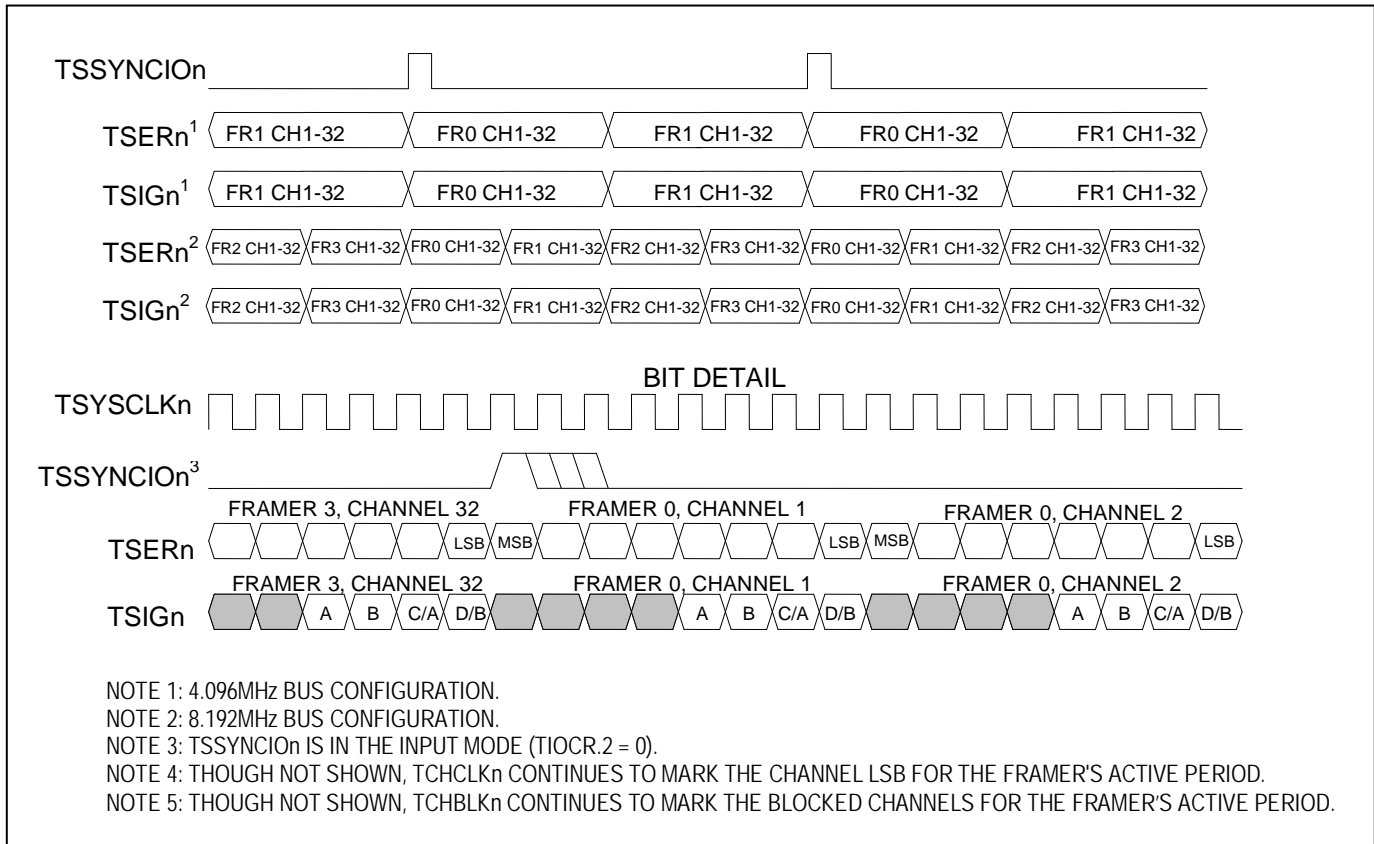 TSSYNCIOn
TSERn1 FR1 CH1-32 FR0 CH1-32 FR1 CH1-32 FR0 CH1-32 FR1 CH1-32
TSIGn1 FR1 CH1-32 FR0 CH1-32 FR1 CH1-32 FR0 CH1-32 FR1 CH1-32
TSERn2 FR2 CH1-32 FR3 CH1-32 FR0 CH1-32 FR1 CH1-32 FR2 CH1-32 FR3 CH1-32 FR0 CH1-32 FR1 CH1-32 FR2 CH1-32 FR3 CH1-32
TSIGn2 FR2 CH1-32 FR3 CH1-32 FR0 CH1-32 FR1 CH1-32 FR2 CH1-32 FR3 CH1-32 FR0 CH1-32 FR1 CH1-32 FR2 CH1-32 FR3 CH1-32
BIT DETAIL
TSYSCLKn
TSSYNCIOn3
FRAMER 3, CHANNEL 32 FRAMER 0, CHANNEL 1 FRAMER 0, CHANNEL 2
TSERn LSB MSB LSB MSB LSB
FRAMER 3, CHANNEL 32 FRAMER 0, CHANNEL 1 FRAMER 0, CHANNEL 2
TSIGn A B C/A D/B A B C/A D/B A B C/A D/B
NOTE 1: 4.096MHz BUS CONFIGURATION.
NOTE 2: 8.192MHz BUS CONFIGURATION.
NOTE 3: TSSYNCIOn IS IN THE INPUT MODE (TIOCR.2 = 0).
NOTE 4: THOUGH NOT SHOWN, TCHCLKn CONTINUES TO MARK THE CHANNEL LSB FOR THE FRAMER'S ACTIVE PERIOD.
NOTE 5: THOUGH NOT SHOWN, TCHBLKn CONTINUES TO MARK THE BLOCKED CHANNELS FOR THE FRAMER’S ACTIVE PERIOD.